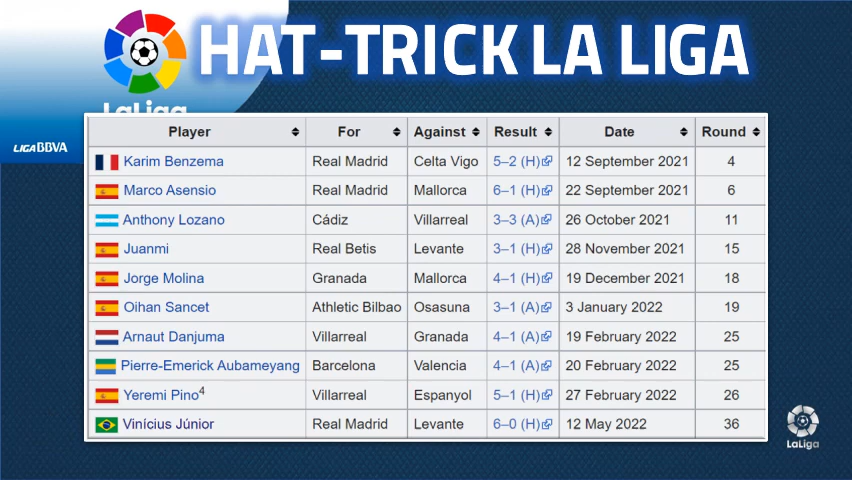 HAT-TRICK LA LIGA
LaLiga
LIGA BBVA
Player For Against Result Date Round
Karim Benzema Real Madrid Celta Vigo 5–2 (H) 12 September 2021 4
Marco Asensio Real Madrid Mallorca 6–1 (H) 22 September 2021 6
Anthony Lozano Cádiz Villarreal 3–3 (A) 26 October 2021 11
Juanmi Real Betis Levante 3–1 (H) 28 November 2021 15
Jorge Molina Granada Mallorca 4–1 (H) 19 December 2021 18
Oihan Sancet Athletic Bilbao Osasuna 3–1 (A) 3 January 2022 19
Arnaut Danjuma Villarreal Granada 4–1 (A) 19 February 2022 25
Pierre-Emerick Aubameyang Barcelona Valencia 4–1 (A) 20 February 2022 25
Yeremi Pino4 Villarreal Espanyol 5–1 (H) 27 February 2022 26
Vinícius Júnior Real Madrid Levante 6–0 (H) 12 May 2022 36
LaLiga